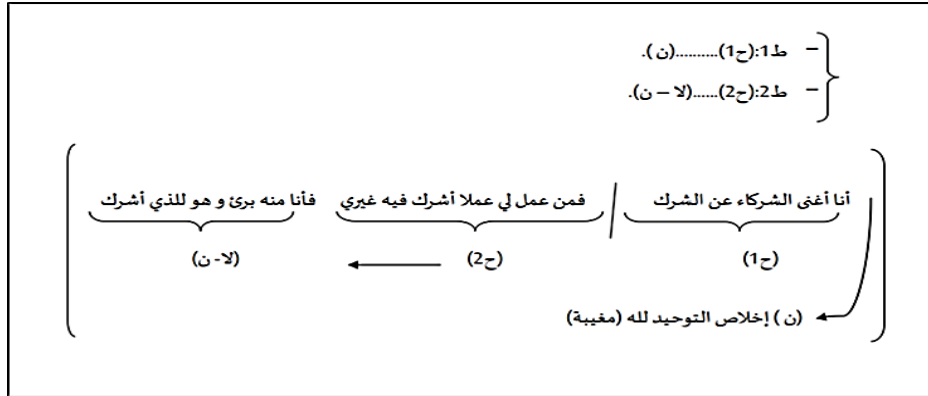 – ط1:(ح1)..........(ن).
– ط2:(ح2)......(لا – ن).
أنا أغنى الشركاء عن الشرك / فمن عمل لي عملا أشرك فيه غيري فأنا منه برئ و هو للذي أشرك
(ح1) (ح2) (لا- ن)
(ن ) إخلاص التوحيد لله (مغيبة)